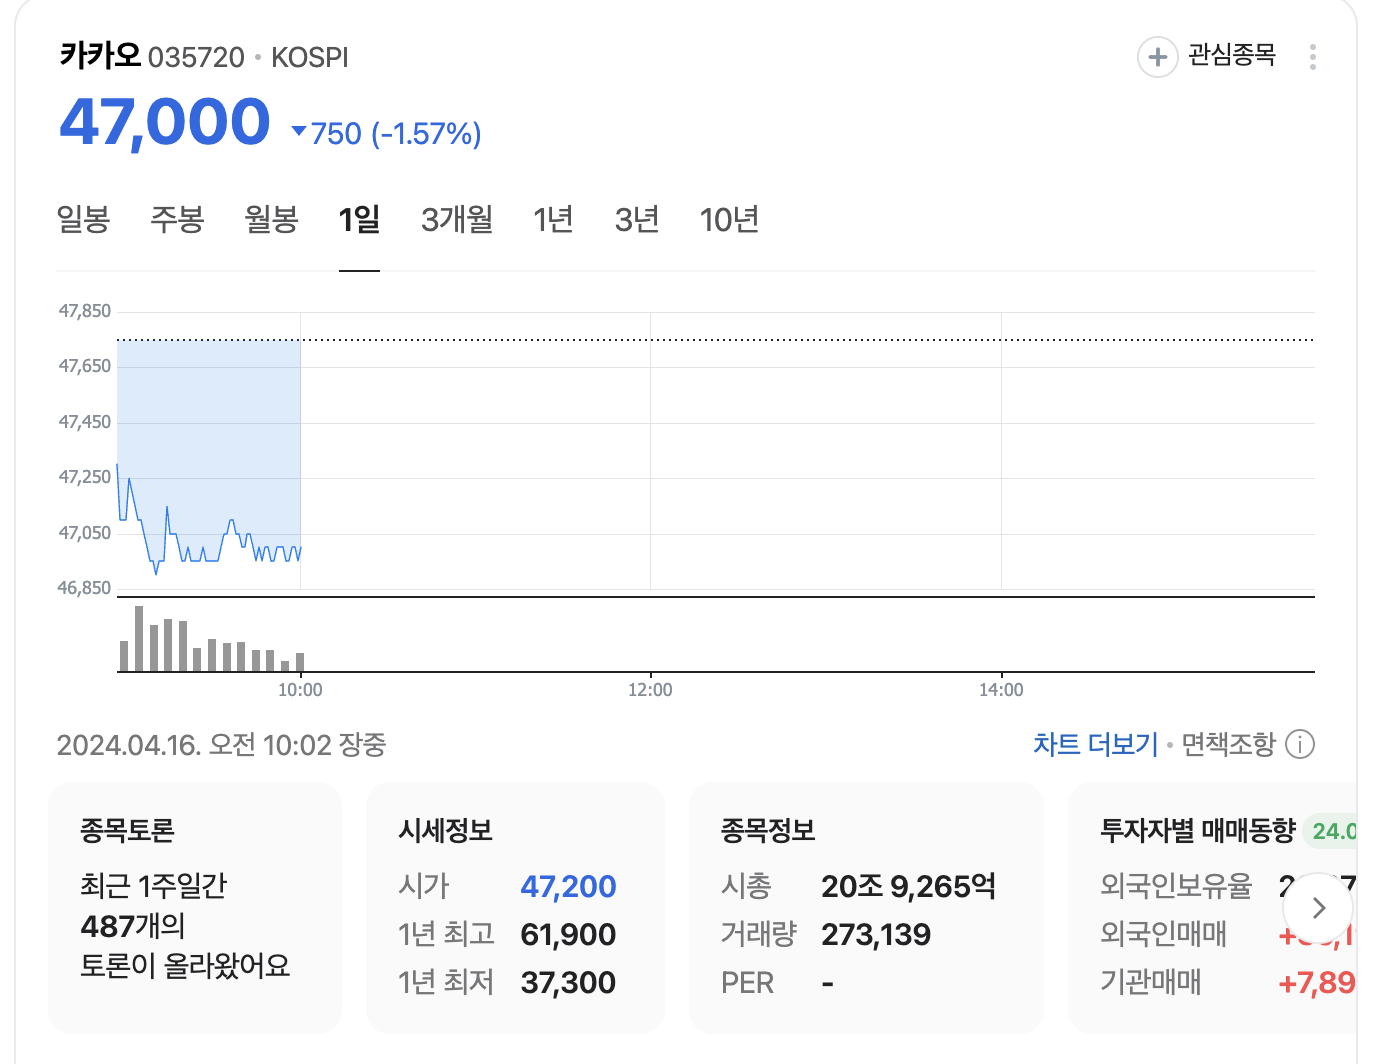 카카오 035720 • KOSPI
관심종목
47,000 ▼750 (-1.57%)
일봉 주봉 월봉 1일 3개월 1년 3년 10년
47,850
47,650
47,450
47,250
47,050
46,850
10:00 12:00 14:00
2024.04.16. 오전 10:02 장중
차트 더보기 • 면책조항
종목토론
최근 1주일간
487개의
토론이 올라왔어요
시세정보
시가 47,200
1년 최고 61,900
1년 최저 37,300
종목정보
시총 20조 9,265억
거래량 273,139
PER -
투자자별 매매동향 24.0
외국인보유율
외국인매매
기관매매 +7,89